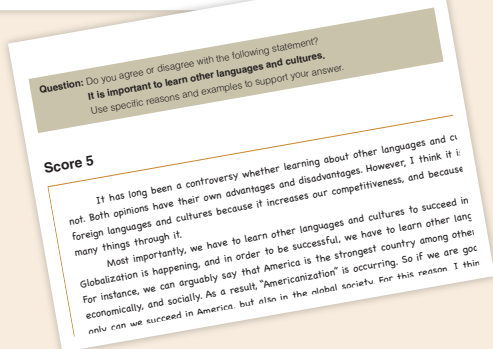 Question: Do you agree or disagree with the following statement?
It is important to learn other languages and cultures.
Use specific reasons and examples to support your answer.
Score 5
It has long been a controversy whether learning about other languages and
not. Both opinions have their own advantages and disadvantages. However, I think it
foreign languages and cultures because it increases our competitiveness, and because
many things through it.
Most importantly, we have to learn other languages and cultures to succeed in
Globalization is happening, and in order to be successful, we have to learn other
For instance, we can arguably say that America is the strongest country among other
economically, and socially. As a result, "Americanization" is occurring. So if we are
only can we succeed in America, but also in the global society. For this reason, I